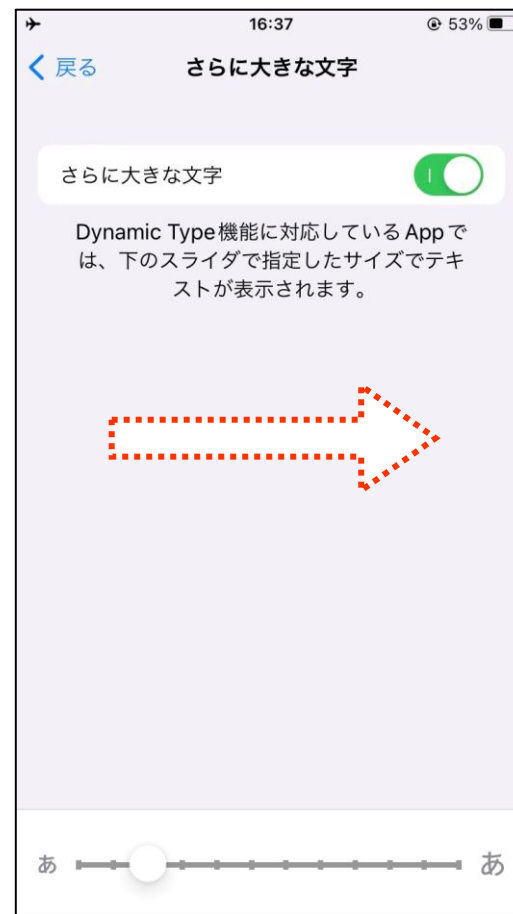 16:37
53%
戻る
さらに大きな文字
さらに大きな文字
Dynamic Type機能に対応しているAppで
は、下のスライダで指定したサイズでテキ
ストが表示されます。
あ
あ